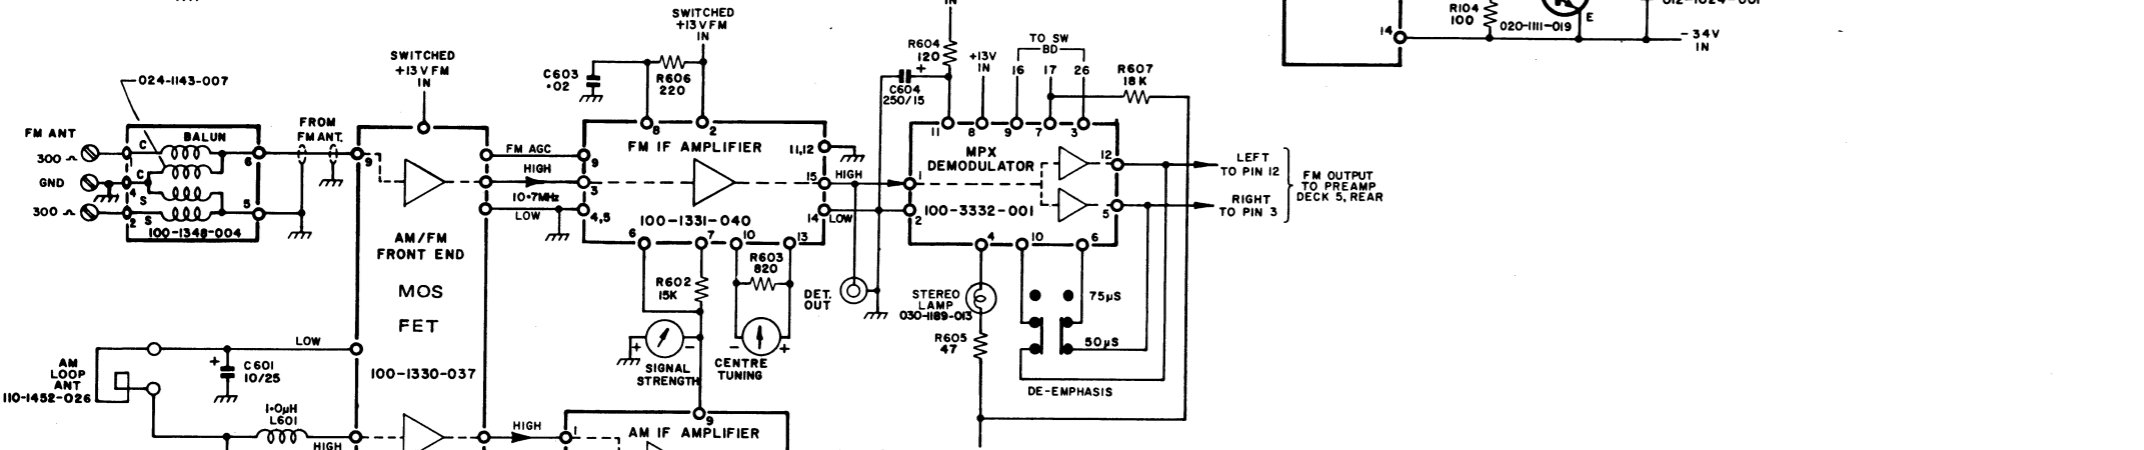 IN
R104
100
020-1111-019
E
14
-34V
IN
SWITCHED
+13V FM
IN
SWITCHED
+13V FM
IN
024-1143-007
FM ANT
300
GND
300
C
C
S
S
4
2
BALUN
6
5
100-1348-004
FROM
FM ANT.
9
AM/FM
FRONT END
MOS
FET
100-1330-037
FM AGC
HIGH
10·7MHz
LOW
C603
·02
R606
220
8
2
FM IF AMPLIFIER
9
3
4,5
11,12
15
14
HIGH
LOW
100-1331-040
6
7
10
13
R602
15K
R603
820
+
-
SIGNAL
STRENGTH
-
+
CENTRE
TUNING
DET.
OUT
R604
120
+
C604
250/15
+13V
IN
TO SW
BD
16
17
26
R607
18K
11
8
9
7
3
MPX
DEMODULATOR
1
2
12
5
100-3332-001
4
10
6
LEFT
TO PIN 12
RIGHT
TO PIN 3
FM OUTPUT
TO PREAMP
DECK 5, REAR
STEREO
LAMP
030-1189-013
R605
47
75µS
50µS
DE-EMPHASIS
AM
LOOP
ANT
110-1452-026
LOW
+
C601
10/25
1·0µH
L601
HIGH
HIGH
1
9
AM IF AMPLIFIER